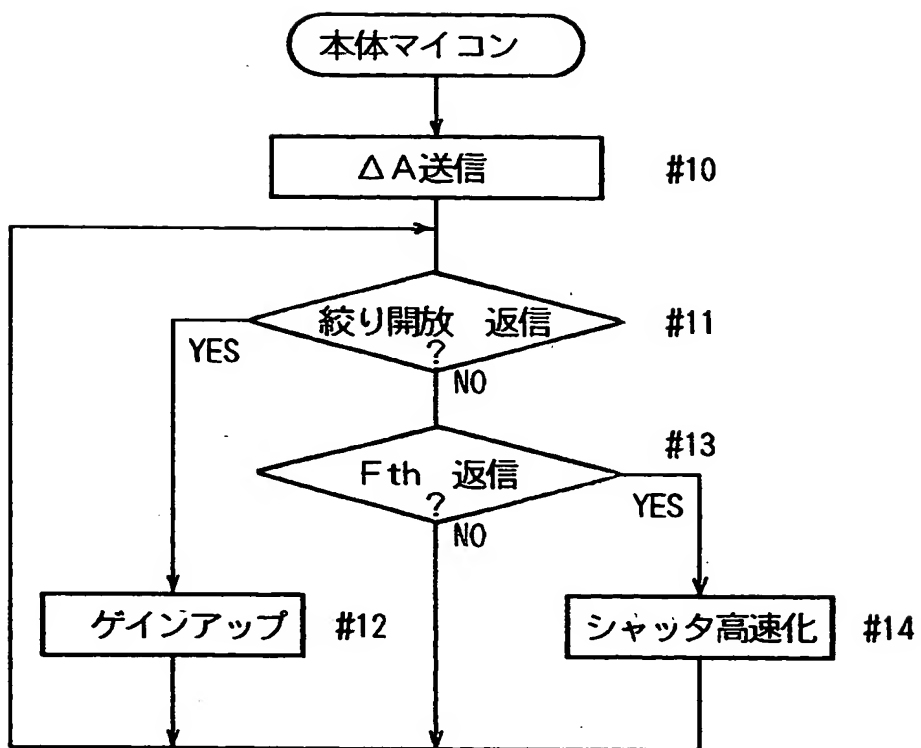 本体マイコン
ΔA送信
#10
絞り開放 返信
?
#11
YES
NO
#13
Fth 返信
?
YES
NO
ゲインアップ
#12
シャッタ高速化
#14